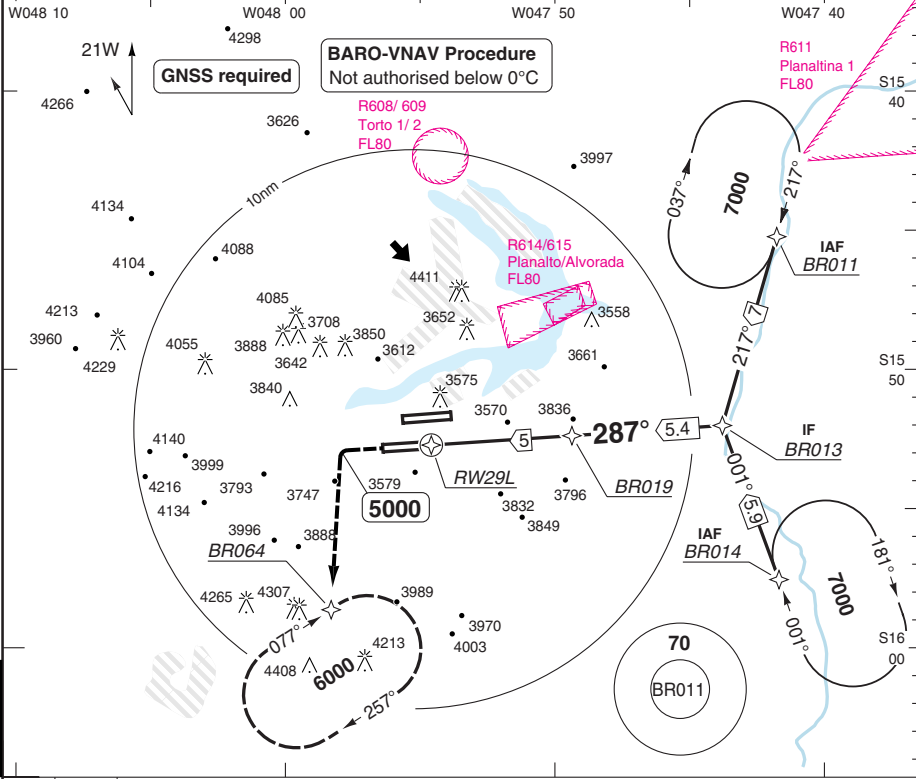 W048 10
W048 00
W047 50
W047 40
4298
21W
GNSS required
BARO-VNAV Procedure
Not authorised below 0°C
R611
Planaltina 1
FL80
S15
40
4266
R608/ 609
Torto 1/ 2
FL80
3626
3997
10nm
037°
7000
217°
4134
4088
4104
R614/615
Planalto/Alvorada
FL80
IAF
BR011
4411
4213
4085
3708
3652
3558
7
3960
4229
4055
3888
3642
3850
3612
3661
217°
S15
50
3840
3575
3570
3836
287°
5.4
5
IF
BR013
4140
3999
4216
4134
3793
3747
3579
RW29L
5000
3832
3849
3796
BR019
001°
5.9
3996
3888
BR064
IAF
BR014
181°
7000
4265
4307
3989
3970
4003
001°
S16
00
077°
4408
6000
4213
257°
70
BR011